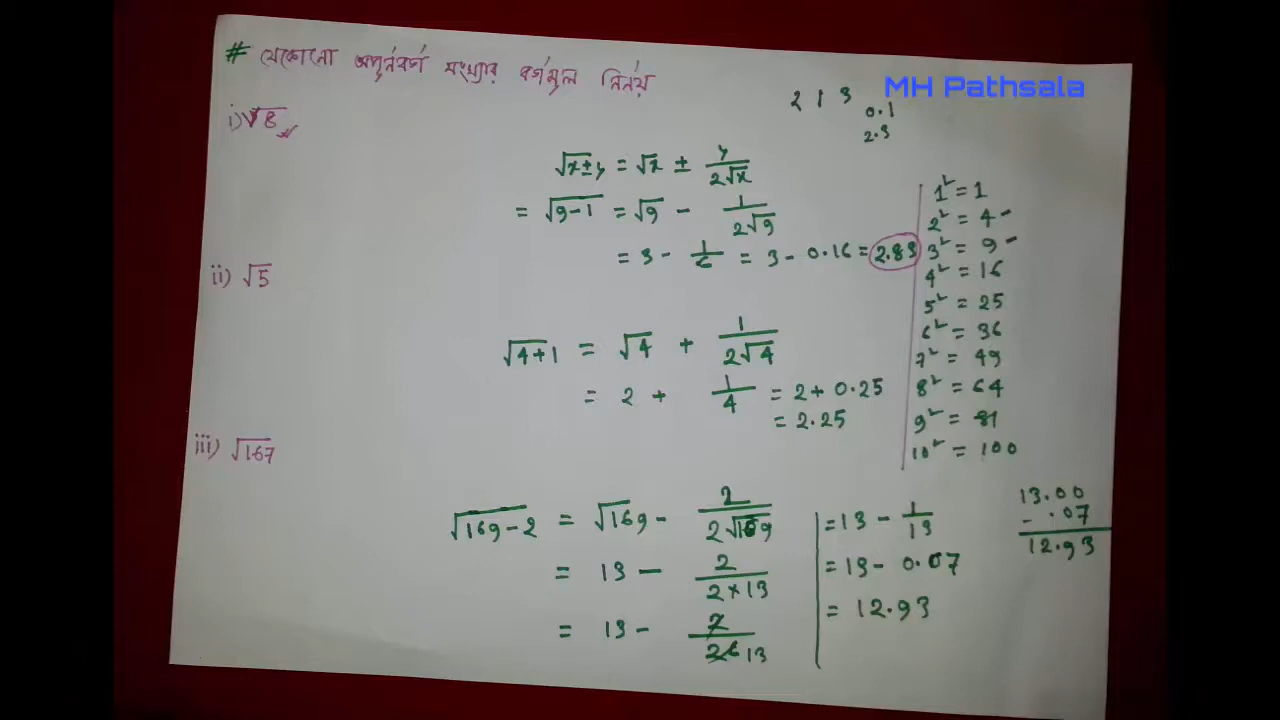 # যেকোনো অপূর্নবর্গ সংখ্যার বর্গমূল নির্নয়
MH Pathsala
2 1 3
0.1
2.3
i) √8
√x±y = √x ± y/2√x
= √9-1 = √9 - 1/2√9
= 3 - 1/6 = 3 - 0.16 = 2.83
1² = 1
2² = 4
3² = 9
4² = 16
5² = 25
6² = 36
7² = 49
8² = 64
9² = 81
10² = 100
ii) √5
√4+1 = √4 + 1/2√4
= 2 + 1/4 = 2 + 0.25
= 2.25
iii) √167
√169-2 = √169 - 2/2√169
= 13 - 2/2×13
= 13 - 2/26 13
= 13 - 1/13
= 13 - 0.07
= 12.93
13.00
- .07
12.93